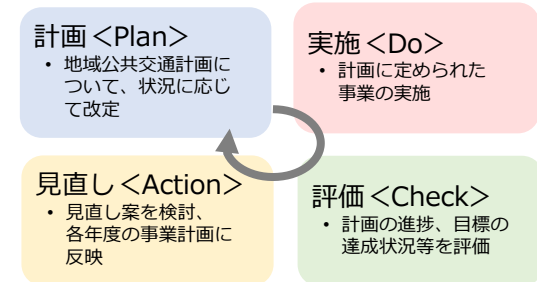 計画<Plan>
• 地域公共交通計画に
ついて、状況に応じ
て改定
実施<Do>
• 計画に定められた
事業の実施
見直し<Action>
• 見直し案を検討、
各年度の事業計画に
反映
評価<Check>
• 計画の進捗、目標の
達成状況等を評価